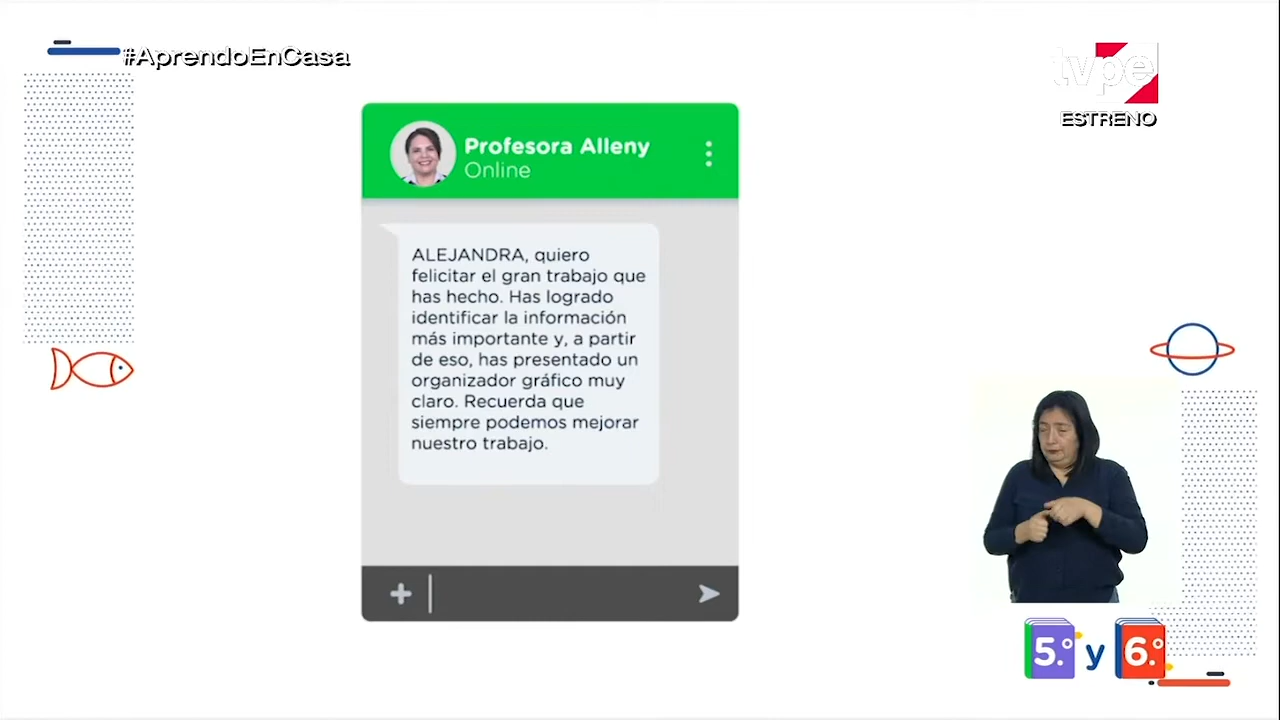 #AprendoEnCasa
tvpe
ESTRENO
Profesora Alleny
Online
ALEJANDRA, quiero
felicitar el gran trabajo que
has hecho. Has logrado
identificar la información
más importante y, a partir
de eso, has presentado un
organizador gráfico muy
claro. Recuerda que
siempre podemos mejorar
nuestro trabajo.
5.º y 6.º